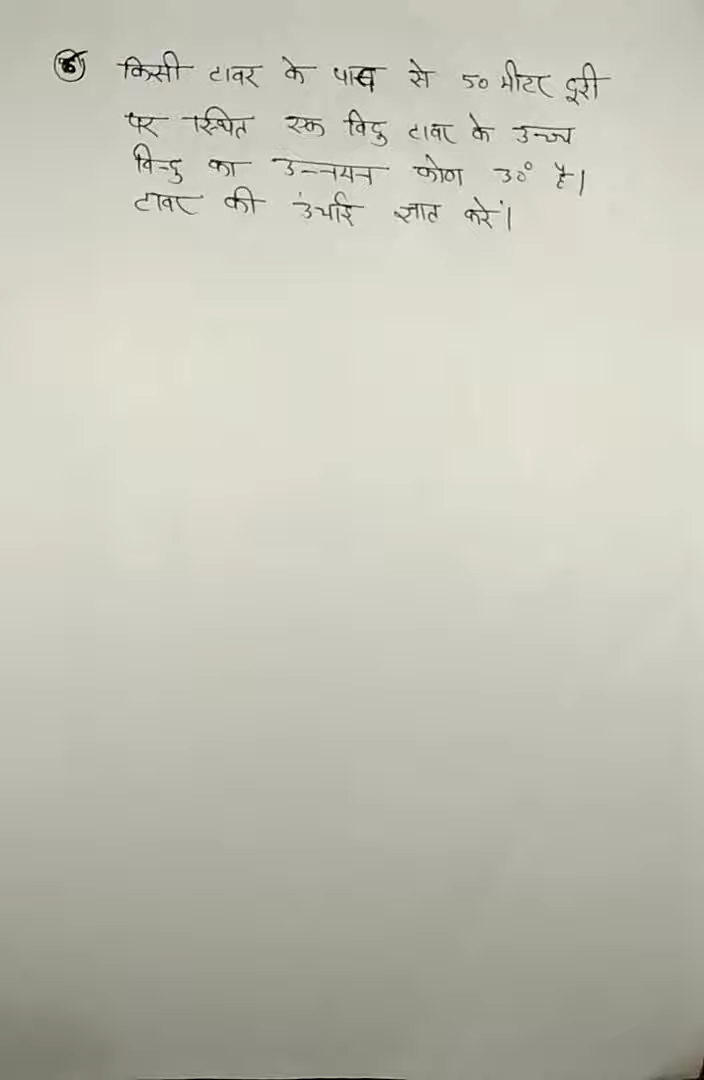 ⑥ किसी टावर के पास से 50 मीटर दूरी
पर स्थित एक विंदु टावर के उच्च
विन्दु का उन्नयन कोण 30° है।
टावर की उंचाई ज्ञात करें।